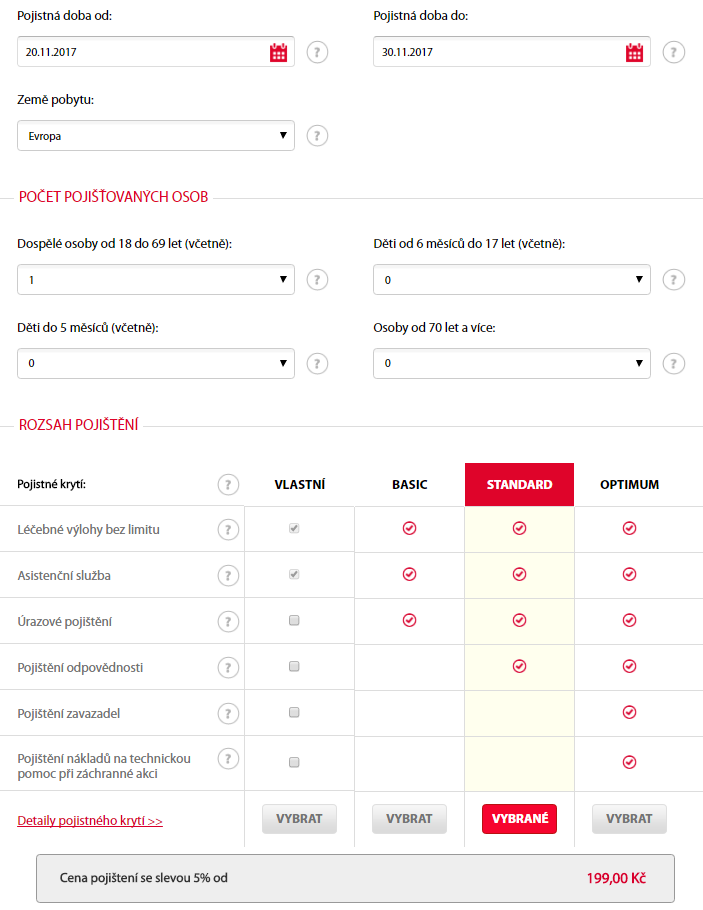 Pojistná doba od:
Pojistná doba do:
20.11.2017
?
30.11.2017
?
Země pobytu:
Evropa
?
POČET POJIŠŤOVANÝCH OSOB
Dospělé osoby od 18 do 69 let (včetně):
Děti od 6 měsíců do 17 let (včetně):
1
?
0
?
Děti do 5 měsíců (včetně):
Osoby od 70 let a více:
0
?
0
?
ROZSAH POJIŠTĚNÍ
Pojistné krytí:
?
VLASTNÍ
BASIC
STANDARD
OPTIMUM
Léčebné výlohy bez limitu
?
Asistenční služba
?
Úrazové pojištění
?
Pojištění odpovědnosti
?
Pojištění zavazadel
?
Pojištění nákladů na technickou
pomoc při záchranné akci
?
Detaily pojistného krytí >>
VYBRAT
VYBRAT
VYBRANÉ
VYBRAT
Cena pojištení se slevou 5% od
199,00 Kč